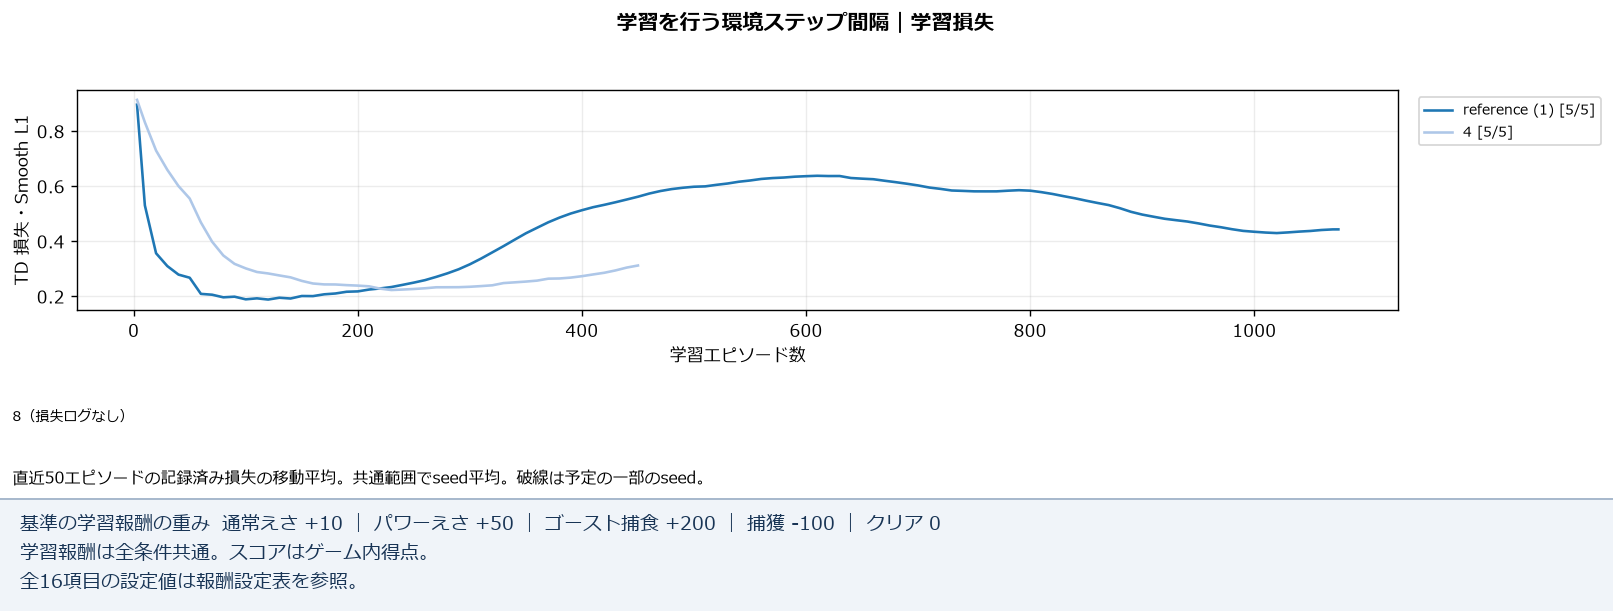 学習を行う環境ステップ間隔｜学習損失
TD 損失・Smooth L1
0.8
0.6
0.4
0.2
0
200
400
600
800
1000
学習エピソード数
reference (1) [5/5]
4 [5/5]
8（損失ログなし）
直近50エピソードの記録済み損失の移動平均。共通範囲でseed平均。破線は予定の一部のseed。
基準の学習報酬の重み 通常えさ +10 ｜ パワーえさ +50 ｜ ゴースト捕食 +200 ｜ 捕獲 -100 ｜ クリア 0
学習報酬は全条件共通。スコアはゲーム内得点。
全16項目の設定値は報酬設定表を参照。